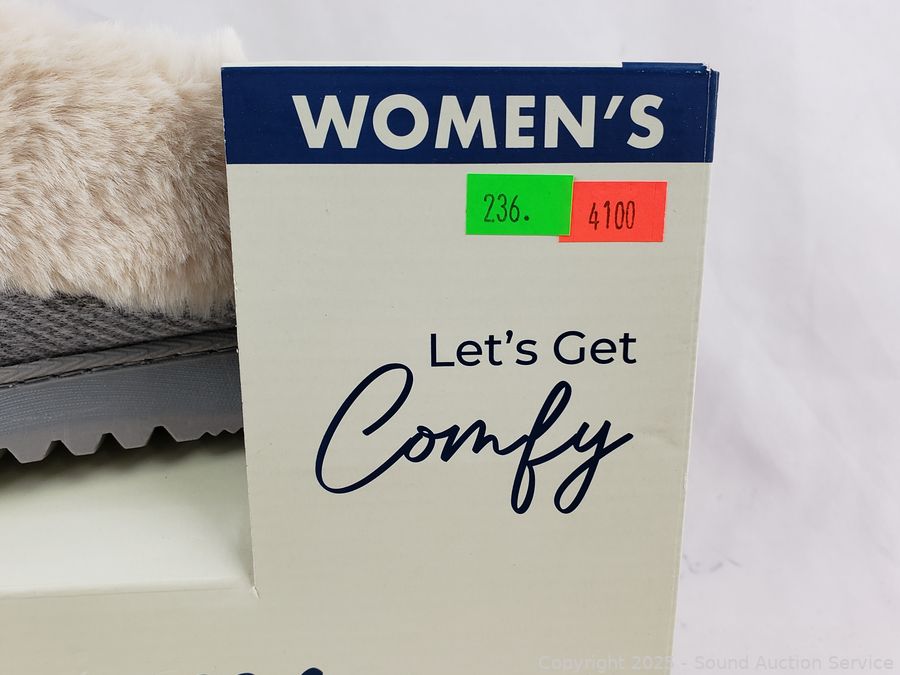 WOMEN'S
236.
4100
Let's Get
Comfy
Copyright 2025 - Sound Auction Service